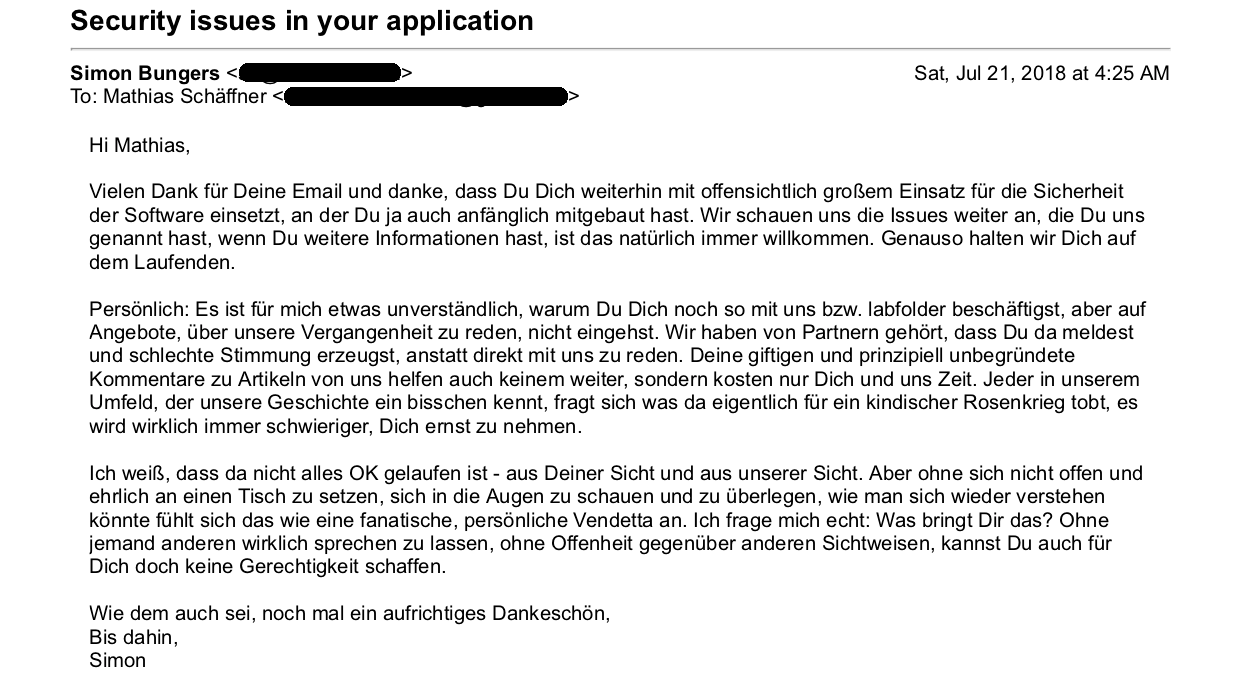 Security issues in your application
Simon Bungers < > Sat, Jul 21, 2018 at 4:25 AM
To: Mathias Schäffner < >
Hi Mathias,
Vielen Dank für Deine Email und danke, dass Du Dich weiterhin mit offensichtlich großem Einsatz für die Sicherheit
der Software einsetzt, an der Du ja auch anfänglich mitgebaut hast. Wir schauen uns die Issues weiter an, die Du uns
genannt hast, wenn Du weitere Informationen hast, ist das natürlich immer willkommen. Genauso halten wir Dich auf
dem Laufenden.
Persönlich: Es ist für mich etwas unverständlich, warum Du Dich noch so mit uns bzw. labfolder beschäftigst, aber auf
Angebote, über unsere Vergangenheit zu reden, nicht eingehst. Wir haben von Partnern gehört, dass Du da meldest
und schlechte Stimmung erzeugst, anstatt direkt mit uns zu reden. Deine giftigen und prinzipiell unbegründete
Kommentare zu Artikeln von uns helfen auch keinem weiter, sondern kosten nur Dich und uns Zeit. Jeder in unserem
Umfeld, der unsere Geschichte ein bisschen kennt, fragt sich was da eigentlich für ein kindischer Rosenkrieg tobt, es
wird wirklich immer schwieriger, Dich ernst zu nehmen.
Ich weiß, dass da nicht alles OK gelaufen ist - aus Deiner Sicht und aus unserer Sicht. Aber ohne sich nicht offen und
ehrlich an einen Tisch zu setzen, sich in die Augen zu schauen und zu überlegen, wie man sich wieder verstehen
könnte fühlt sich das wie eine fanatische, persönliche Vendetta an. Ich frage mich echt: Was bringt Dir das? Ohne
jemand anderen wirklich sprechen zu lassen, ohne Offenheit gegenüber anderen Sichtweisen, kannst Du auch für
Dich doch keine Gerechtigkeit schaffen.
Wie dem auch sei, noch mal ein aufrichtiges Dankeschön,
Bis dahin,
Simon